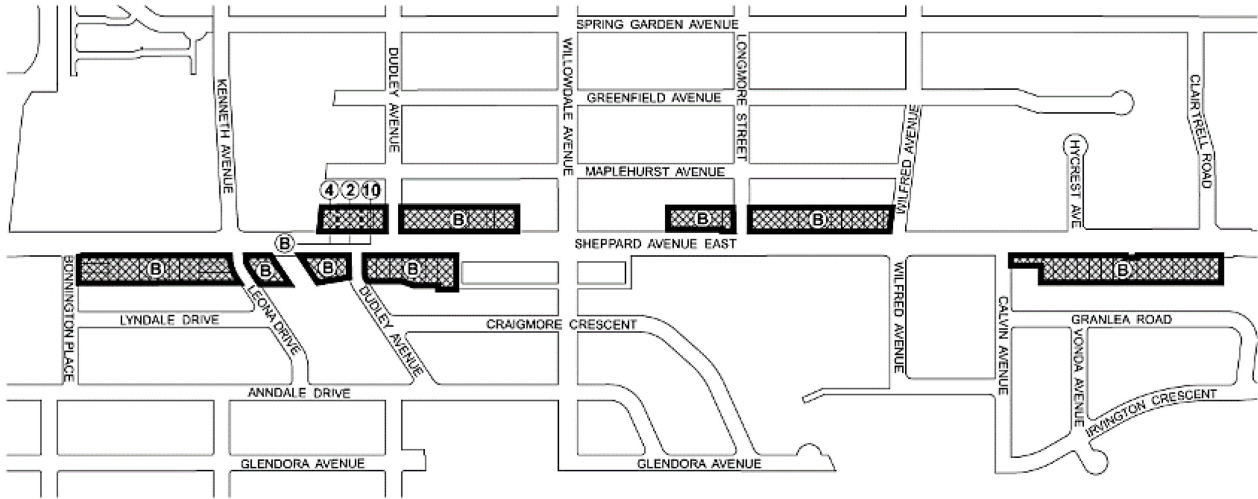 SPRING GARDEN AVENUE
KENNETH AVENUE
DUDLEY AVENUE
WILLOWDALE AVENUE
LONGMORE STREET
GREENFIELD AVENUE
WILFRED AVENUE
HYCREST AVE
CLAIRTRELL ROAD
MAPLEHURST AVENUE
4 2 10
B B B
B
SHEPPARD AVENUE EAST
B B B B B
BONNINGTON PLACE
LEONA DRIVE
DUDLEY AVENUE
WILFRED AVENUE
CALVIN AVENUE
LYNDALE DRIVE
CRAIGMORE CRESCENT
GRANLEA ROAD
VONDA AVENUE
ANNDALE DRIVE
IRVINGTON CRESCENT
GLENDORA AVENUE
GLENDORA AVENUE